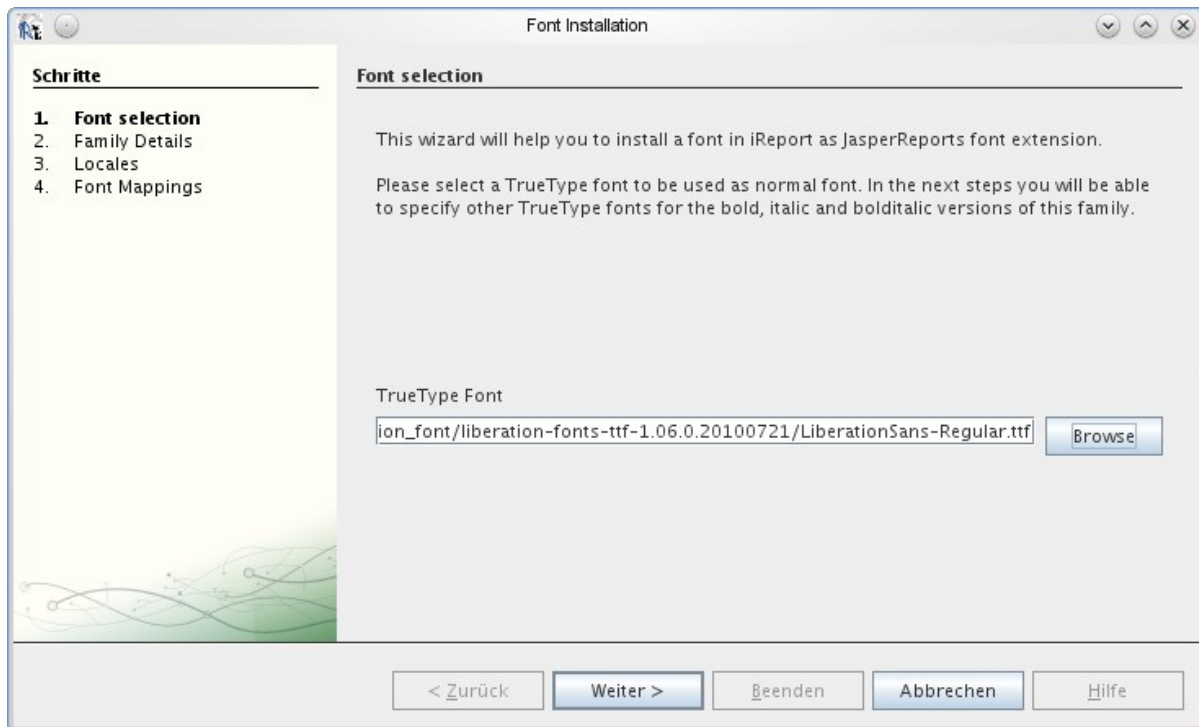 Font Installation
Schritte
1. Font selection
2. Family Details
3. Locales
4. Font Mappings
Font selection
This wizard will help you to install a font in iReport as JasperReports font extension.
Please select a TrueType font to be used as normal font. In the next steps you will be able
to specify other TrueType fonts for the bold, italic and bolditalic versions of this family.
TrueType Font
ion_font/liberation-fonts-ttf-1.06.0.20100721/LiberationSans-Regular.ttf
Browse
< Zurück
Weiter >
Beenden
Abbrechen
Hilfe